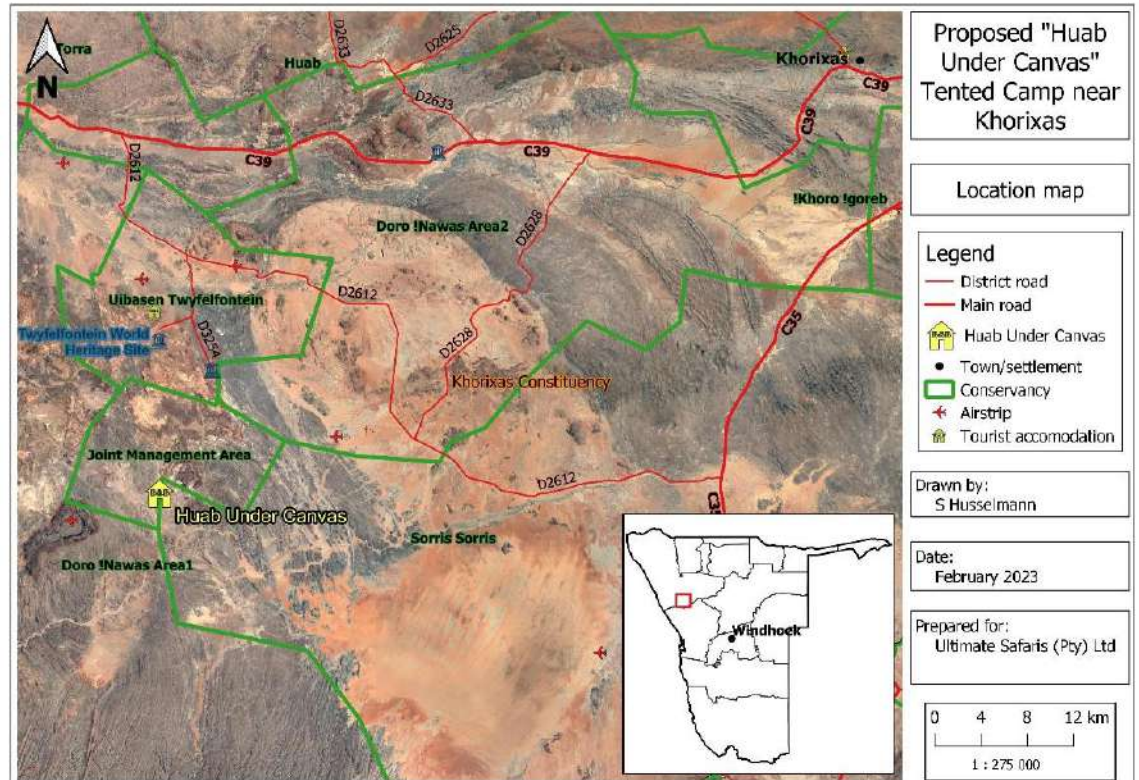 Proposed "Huab
Under Canvas"
Tented Camp near
Khorixas
Location map
Legend
District road
Main road
Huab Under Canvas
Town/settlement
Conservancy
Airstrip
Tourist accomodation
Drawn by:
S Husselmann
Date:
February 2023
Prepared for:
Ultimate Safaris (Pty) Ltd
0 4 8 12 km
1 : 275 000
Torra
N
Huab
D2633
D2625
D2633
Khorixas
C39
C39
C39
C39
D2612
!Khoro !goreb
Doro !Nawas Area2
D2628
Uibasen Twyfelfontein
D2612
Twyfelfontein World
Heritage Site
D3254
D2628
C35
Khorixas Constituency
Joint Management Area
D2612
Huab Under Canvas
Sorris Sorris
Doro !Nawas Area1
Windhoek